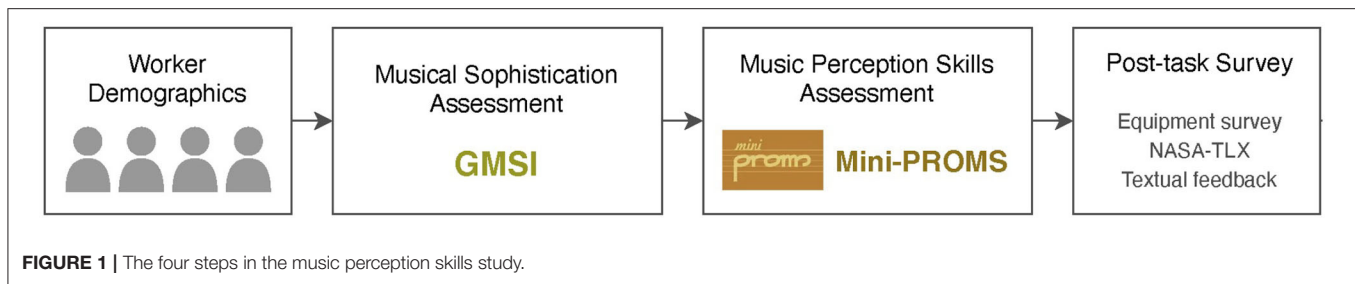 Worker
Demographics
Musical Sophistication
Assessment
GMSI
Music Perception Skills
Assessment
mini
proms
Mini-PROMS
Post-task Survey
Equipment survey
NASA-TLX
Textual feedback
FIGURE 1 | The four steps in the music perception skills study.